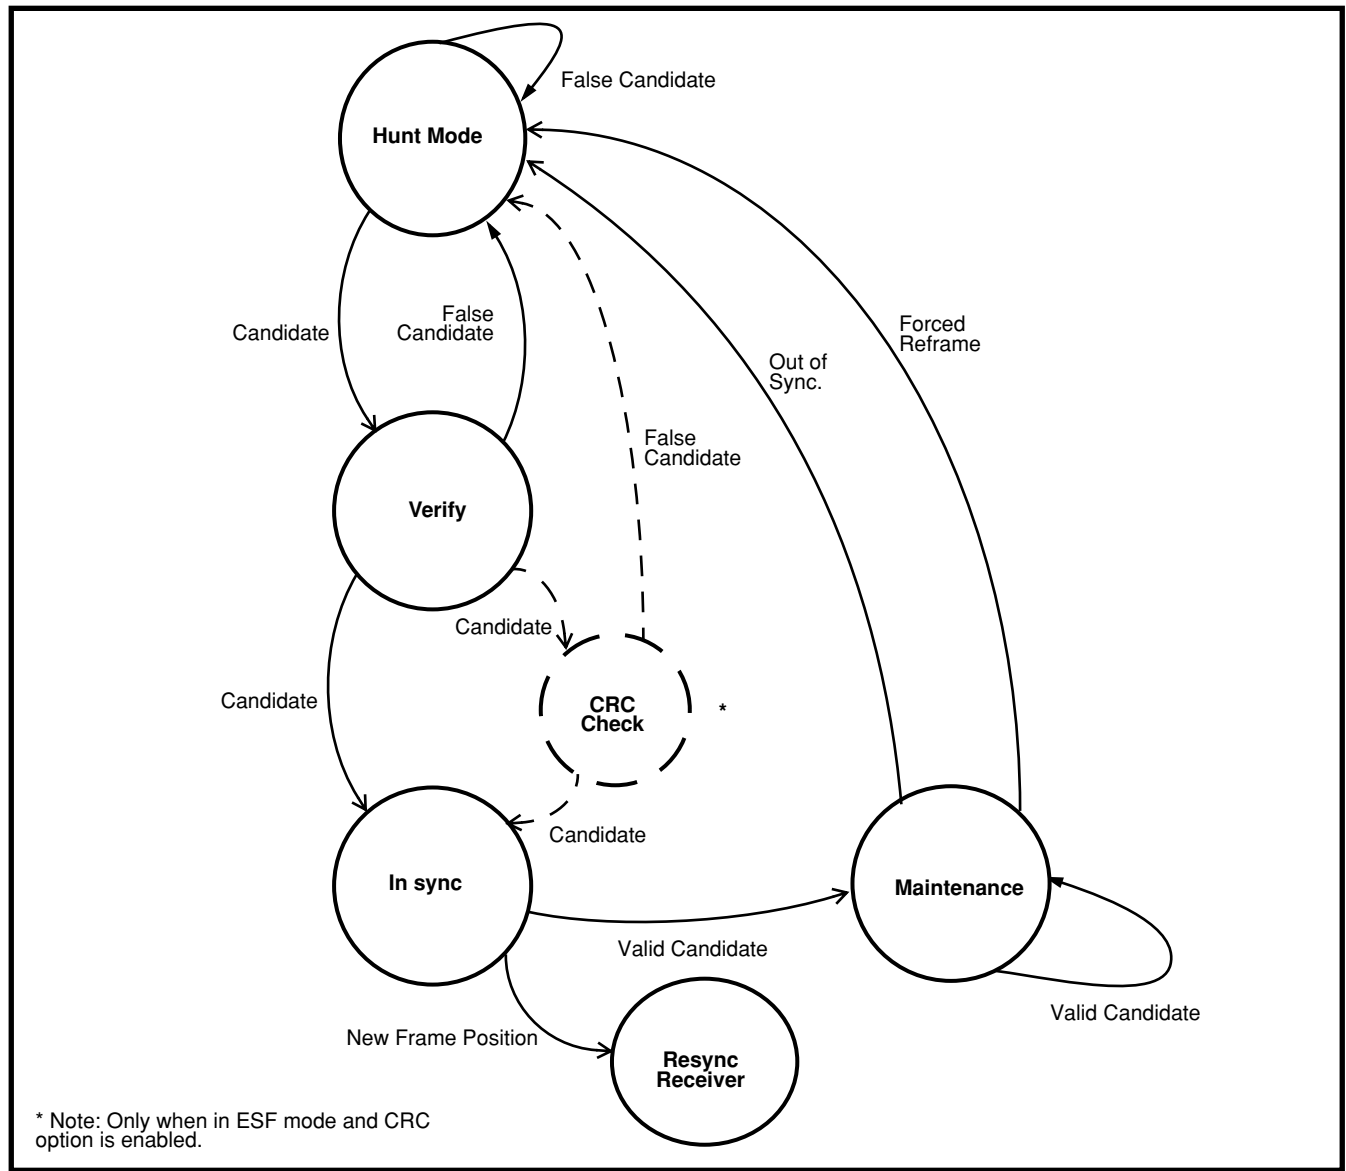 False Candidate
Hunt Mode
False
Candidate
Candidate
Forced
Reframe
Out of
Sync.
False
Candidate
Verify
Candidate
Candidate
CRC
Check
*
Candidate
In sync
Maintenance
Valid Candidate
Valid Candidate
New Frame Position
Resync
Receiver
* Note: Only when in ESF mode and CRC
option is enabled.